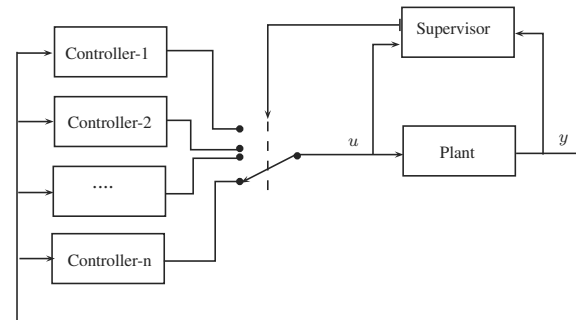 Controller-1
Controller-2
....
Controller-n
Supervisor
u
Plant
y